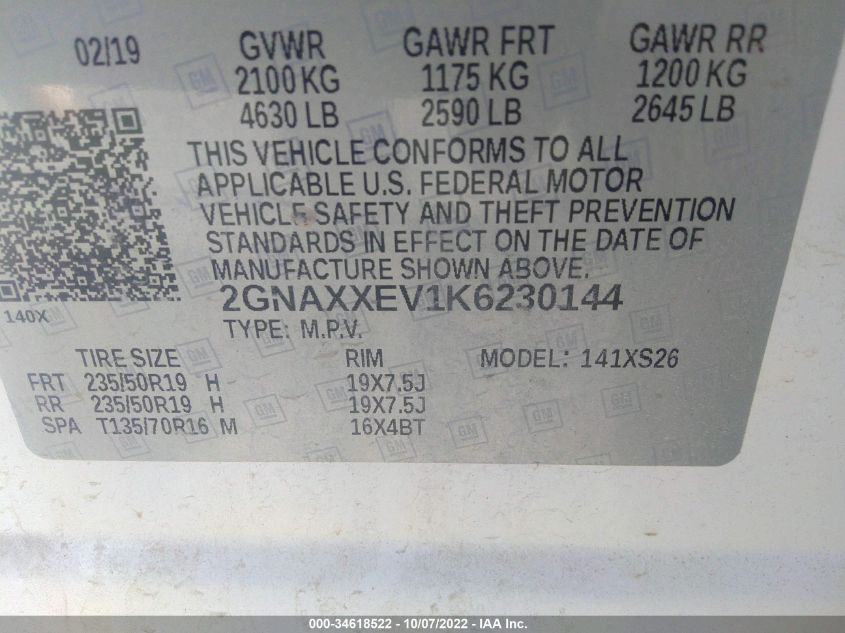 02/19 GVWR GAWR FRT GAWR RR
2100 KG 1175 KG 1200 KG
4630 LB 2590 LB 2645 LB
THIS VEHICLE CONFORMS TO ALL
APPLICABLE U.S. FEDERAL MOTOR
VEHICLE SAFETY AND THEFT PREVENTION
STANDARDS IN EFFECT ON THE DATE OF
MANUFACTURE SHOWN ABOVE.
2GNAXXEV1K6230144
140X
TYPE: M.P.V.
TIRE SIZE RIM MODEL: 141XS26
FRT 235/50R19 H 19X7.5J
RR 235/50R19 H 19X7.5J
SPA T135/70R16 M 16X4BT
GM
000-34618522 - 10/07/2022 - IAA Inc.